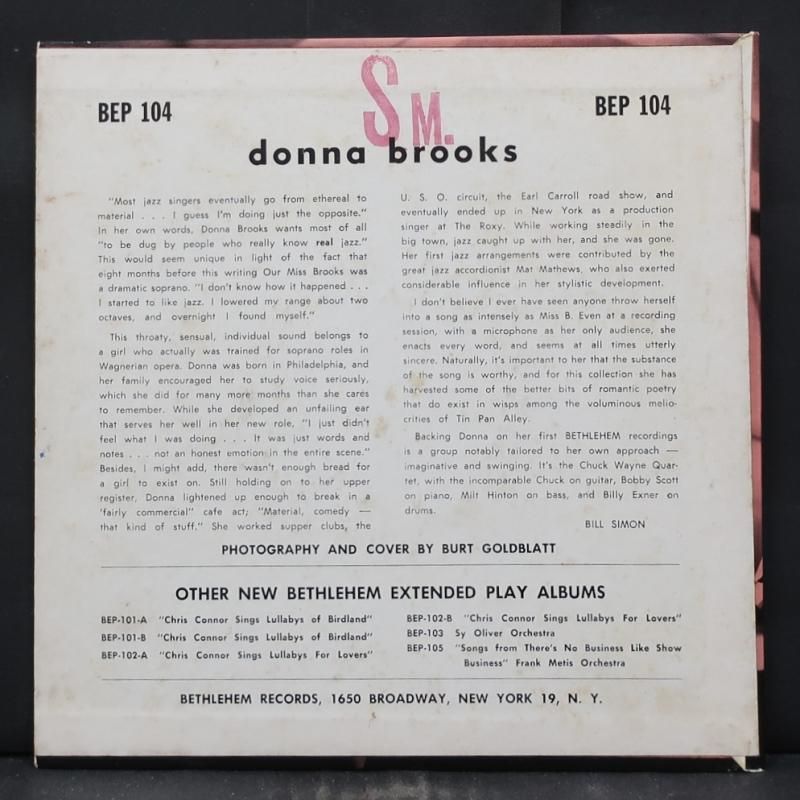 S M.
BEP 104
BEP 104
donna brooks
"Most jazz singers eventually go from ethereal to
material . . . I guess I'm doing just the opposite."
In her own words, Donna Brooks wants most of all
"to be dug by people who really know real jazz."
This would seem unique in light of the fact that
eight months before this writing Our Miss Brooks was
a dramatic soprano. "I don't know how it happened . . .
I started to like jazz. I lowered my range about two
octaves, and overnight I found myself."
This throaty, sensual, individual sound belongs to
a girl who actually was trained for soprano roles in
Wagnerian opera. Donna was born in Philadelphia, and
her family encouraged her to study voice seriously,
which she did for many more months than she cares
to remember. While she developed an unfailing ear
that serves her well in her new role, "I just didn't
feel what I was doing . . . It was just words and
notes . . . not an honest emotion in the entire scene."
Besides, I might add, there wasn't enough bread for
a girl to exist on. Still holding on to her upper
register, Donna lightened up enough to break in a
'fairly commercial" cafe act; "Material, comedy —
that kind of stuff." She worked supper clubs, the
U. S. O. circuit, the Earl Carroll road show, and
eventually ended up in New York as a production
singer at The Roxy. While working steadily in the
big town, jazz caught up with her, and she was gone.
Her first jazz arrangements were contributed by the
great jazz accordionist Mat Mathews, who also exerted
considerable influence in her stylistic development.
I don't believe I ever have seen anyone throw herself
into a song as intensely as Miss B. Even at a recording
session, with a microphone as her only audience, she
enacts every word, and seems at all times utterly
sincere. Naturally, it's important to her that the substance
of the song is worthy, and for this collection she has
harvested some of the better bits of romantic poetry
that do exist in wisps among the voluminous melio-
crities of Tin Pan Alley.
Backing Donna on her first BETHLEHEM recordings
is a group notably tailored to her own approach —
imaginative and swinging. It's the Chuck Wayne Quar-
tet, with the incomparable Chuck on guitar, Bobby Scott
on piano, Milt Hinton on bass, and Billy Exner on
drums.
BILL SIMON
PHOTOGRAPHY AND COVER BY BURT GOLDBLATT
OTHER NEW BETHLEHEM EXTENDED PLAY ALBUMS
BEP-101-A "Chris Connor Sings Lullabys of Birdland"
BEP-101-B "Chris Connor Sings Lullabys of Birdland"
BEP-102-A "Chris Connor Sings Lullabys For Lovers"
BEP-102-B "Chris Connor Sings Lullabys For Lovers"
BEP-103 Sy Oliver Orchestra
BEP-105 "Songs from There's No Business Like Show
Business" Frank Metis Orchestra
BETHLEHEM RECORDS, 1650 BROADWAY, NEW YORK 19, N. Y.